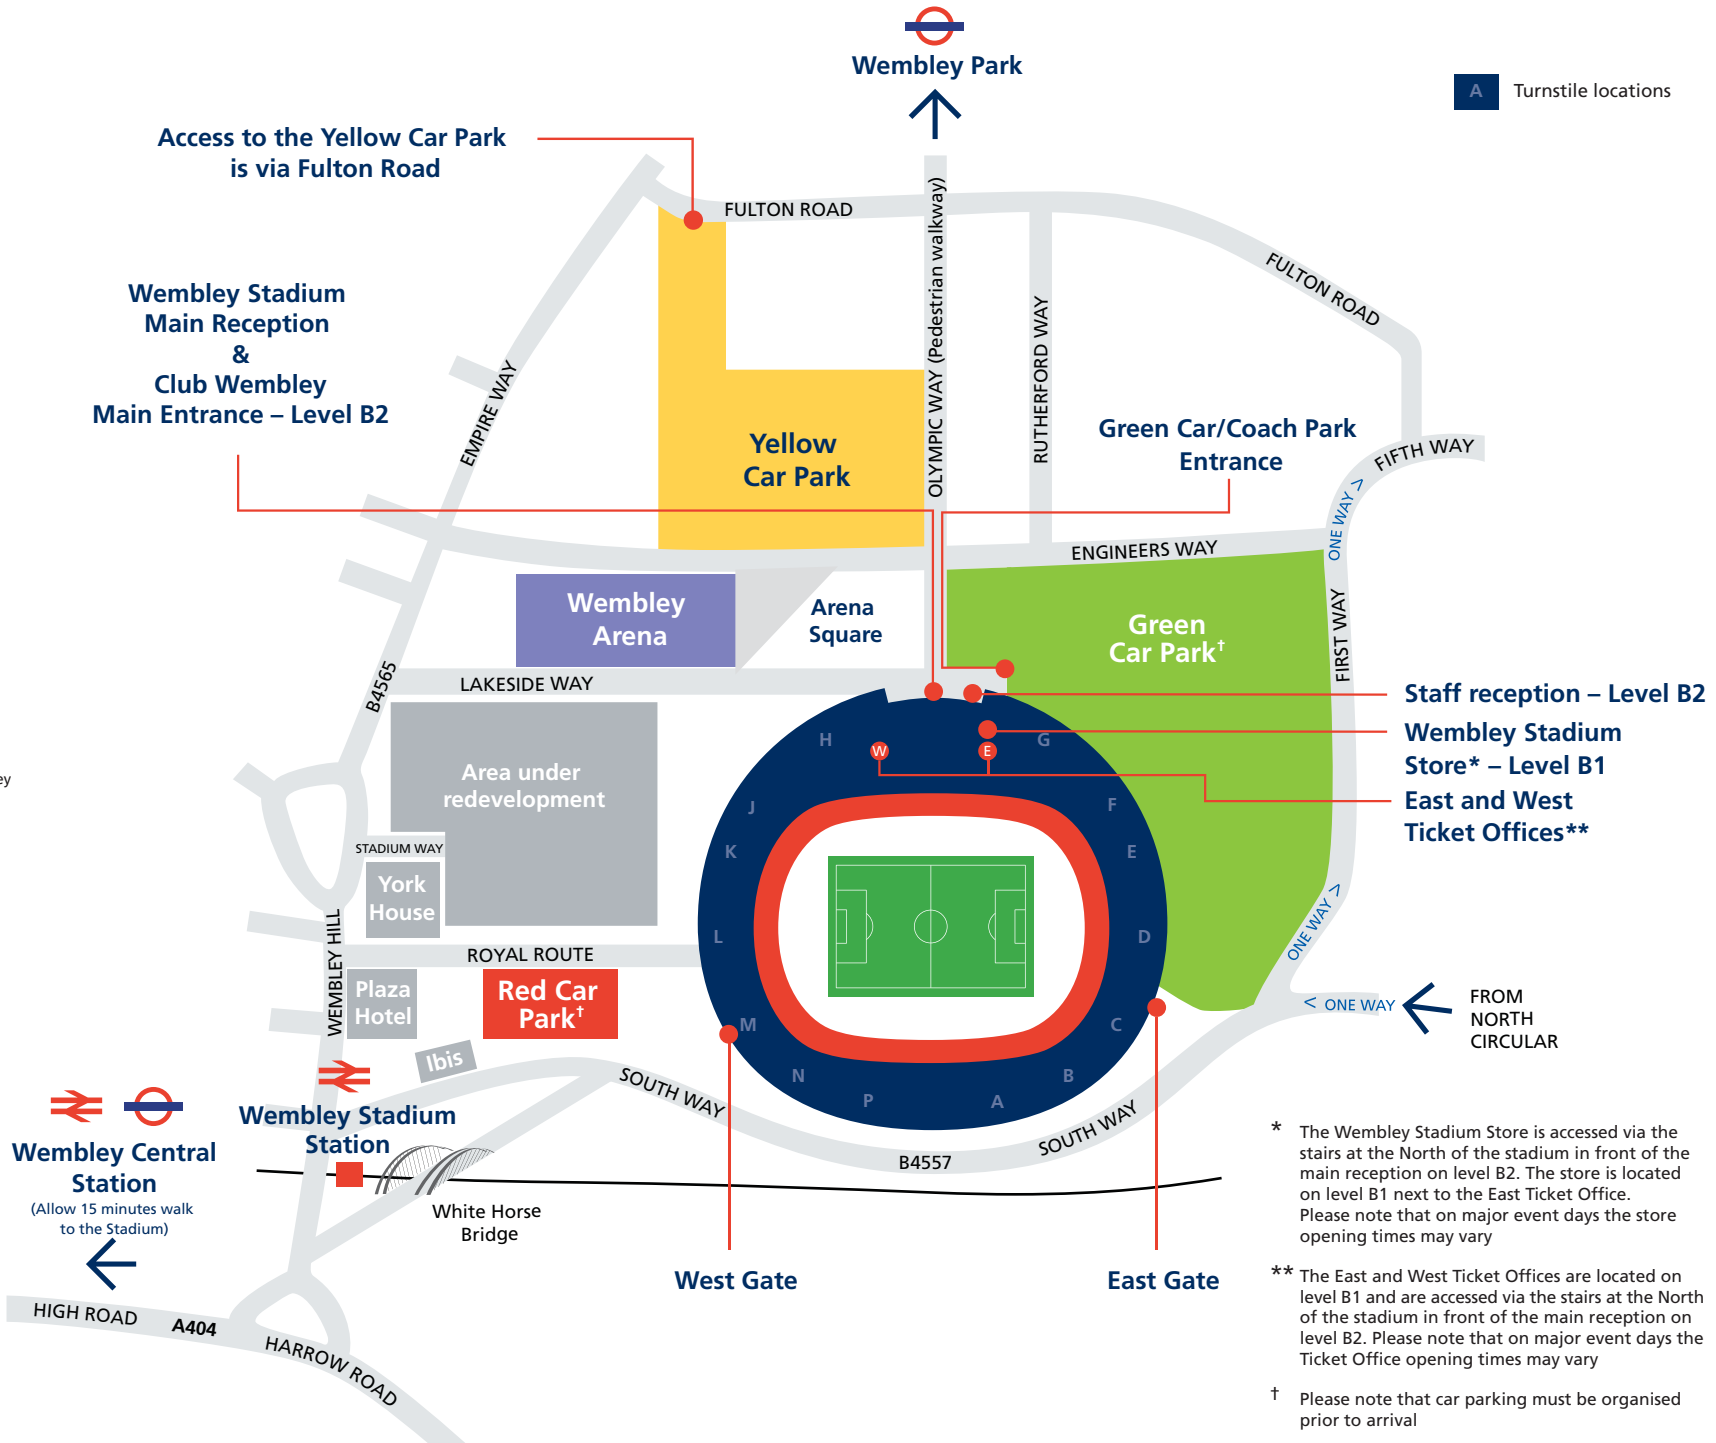 Wembley Park
A
Turnstile locations
Access to the Yellow Car Park
is via Fulton Road
FULTON ROAD
OLYMPIC WAY (Pedestrian walkway)
FULTON ROAD
Wembley Stadium
Main Reception
&
Club Wembley
Main Entrance – Level B2
EMPIRE WAY
RUTHERFORD WAY
Yellow
Car Park
Green Car/Coach Park
Entrance
FIFTH WAY
ONE WAY >
ENGINEERS WAY
Wembley
Arena
Arena
Square
Green
Car Park†
FIRST WAY
B4565
LAKESIDE WAY
Staff reception – Level B2
Wembley Stadium
Store* – Level B1
East and West
Ticket Offices**
H
W
E
G
ey
Area under
redevelopment
J
F
K
E
STADIUM WAY
York
House
L
D
ONE WAY >
WEMBLEY HILL
ROYAL ROUTE
Plaza
Hotel
Red Car
Park†
M
C
< ONE WAY
FROM
NORTH
CIRCULAR
Ibis
N
B
P
A
SOUTH WAY
B4557
SOUTH WAY
Wembley Stadium
Station
Wembley Central
Station
(Allow 15 minutes walk
to the Stadium)
White Horse
Bridge
West Gate
East Gate
HIGH ROAD
A404
HARROW ROAD
* The Wembley Stadium Store is accessed via the
stairs at the North of the stadium in front of the
main reception on level B2. The store is located
on level B1 next to the East Ticket Office.
Please note that on major event days the store
opening times may vary
** The East and West Ticket Offices are located on
level B1 and are accessed via the stairs at the North
of the stadium in front of the main reception on
level B2. Please note that on major event days the
Ticket Office opening times may vary
† Please note that car parking must be organised
prior to arrival